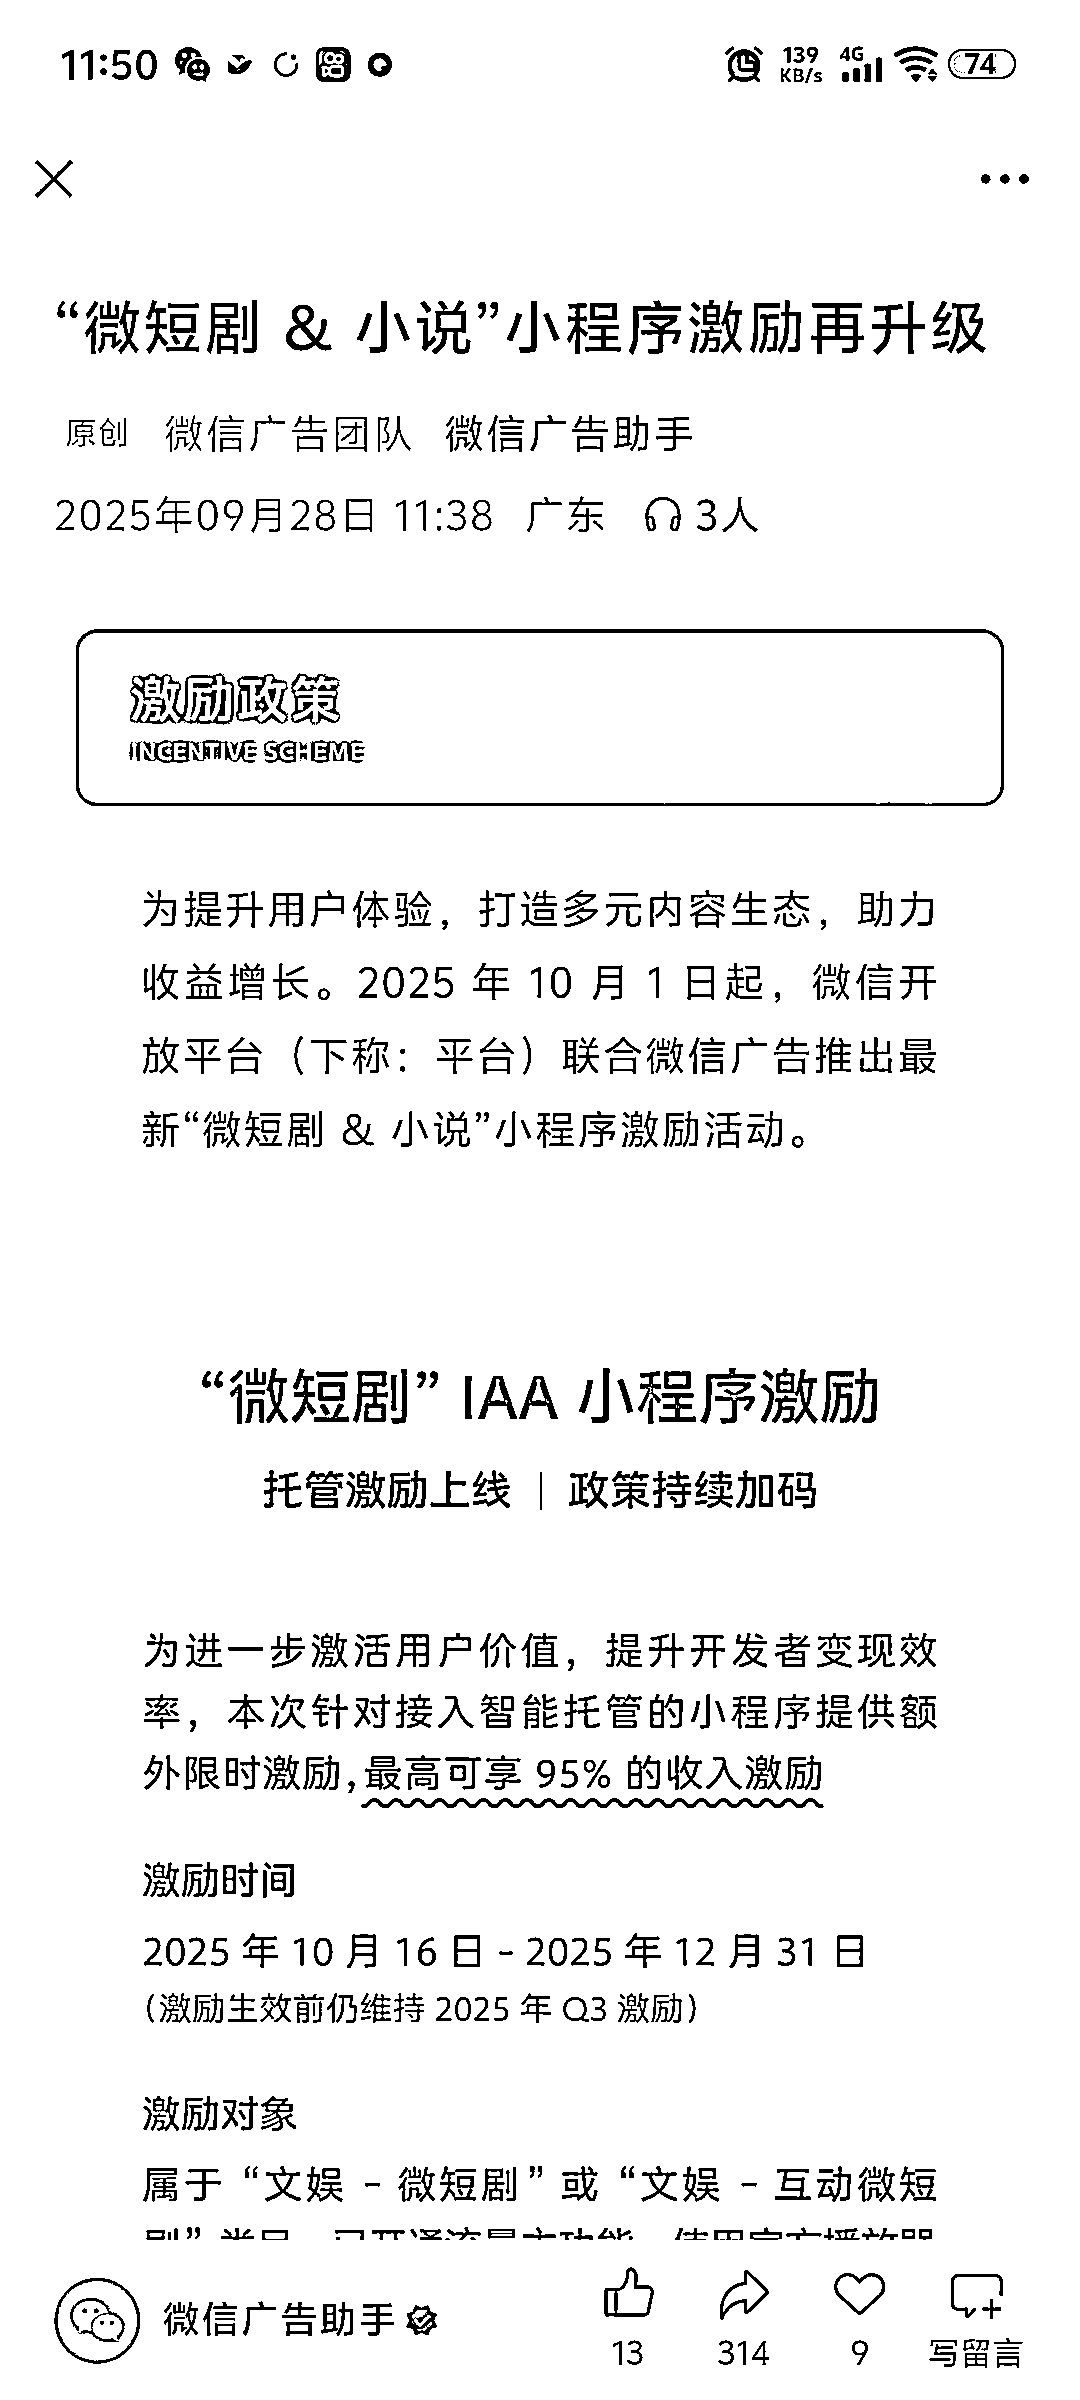 11:50 139 KB/s 4G 74
“微短剧 & 小说”小程序激励再升级
原创 微信广告团队 微信广告助手
2025年09月28日 11:38 广东 3人
激励政策
INCENTIVE SCHEME
为提升用户体验，打造多元内容生态，助力
收益增长。2025 年 10 月 1 日起，微信开
放平台（下称：平台）联合微信广告推出最
新“微短剧 & 小说”小程序激励活动。
“微短剧” IAA 小程序激励
托管激励上线 | 政策持续加码
为进一步激活用户价值，提升开发者变现效
率，本次针对接入智能托管的小程序提供额
外限时激励,最高可享 95% 的收入激励
激励时间
2025 年 10 月 16 日 - 2025 年 12 月 31 日
（激励生效前仍维持 2025 年 Q3 激励）
激励对象
属于 “文娱 - 微短剧 ” 或 “文娱 - 互动微短
微信广告助手
13 314 9 写留言